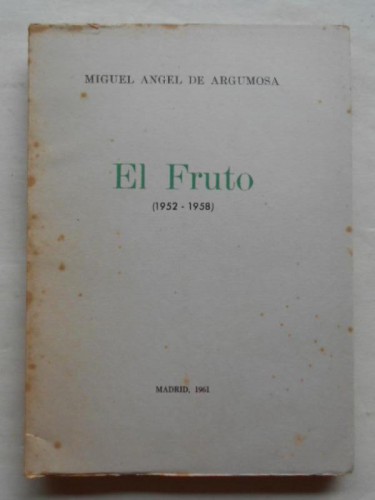 MIGUEL ANGEL DE ARGUMOSA
El Fruto
(1952 - 1958)
MADRID, 1961